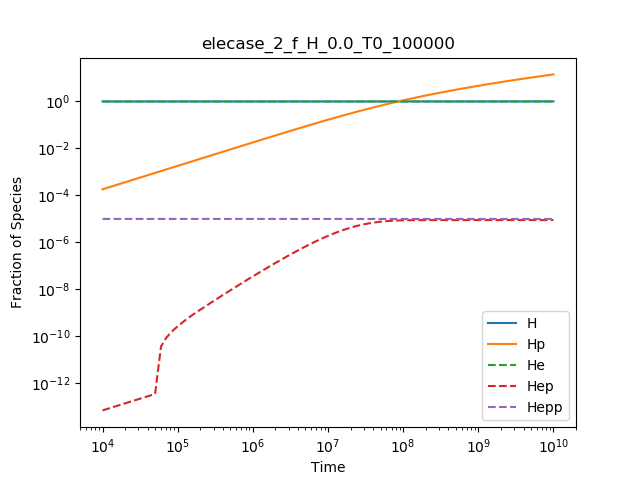 elecase_2_f_H_0.0_T0_100000
Fraction of Species
10^0
10^-2
10^-4
10^-6
10^-8
10^-10
10^-12
H
Hp
He
Hep
Hepp
10^4 10^5 10^6 10^7 10^8 10^9 10^10
Time